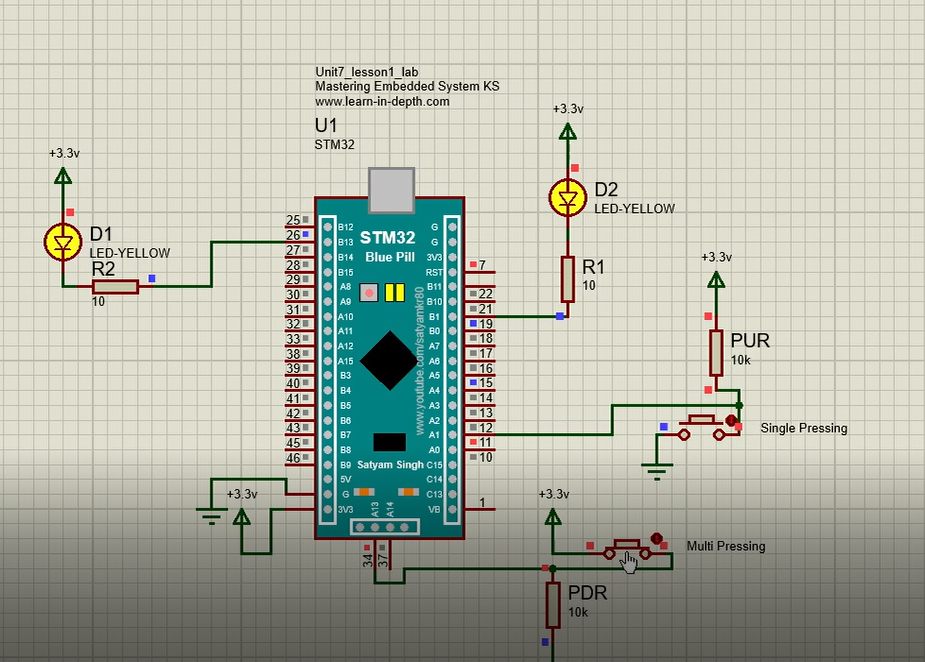 Unit7_lesson1_lab
Mastering Embedded System KS
www.learn-in-depth.com
U1
STM32
+3.3v
D1
LED-YELLOW
R2
10
+3.3v
D2
LED-YELLOW
R1
10
+3.3v
PUR
10k
Single Pressing
STM32
Blue Pill
www.youtube.com/satyamkr80
Satyam Singh
25 B12
26 B13
27 B14
28 B15
29 A8
30 A9
31 A10
32 A11
33 A12
38 A15
39 B3
40 B4
41 B5
42 B6
43 B7
45 B8
46 B9
5V
G
3V3
G
G
3V3
RST 7
B11 22
B10 21
B1 19
B0 18
A7 17
A6 16
A5 15
A4 14
A3 13
A2 12
A1 11
A0 10
C15
C14
C13
VB 1
A13
A14
34
37
+3.3v
+3.3v
Multi Pressing
PDR
10k